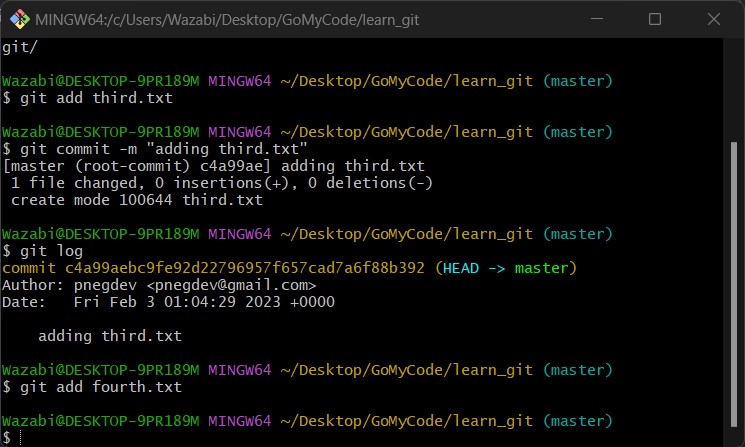 MINGW64:/c/Users/Wazabi/Desktop/GoMyCode/learn_git
git/
Wazabi@DESKTOP-9PR189M MINGW64 ~/Desktop/GoMyCode/learn_git (master)
$ git add third.txt
Wazabi@DESKTOP-9PR189M MINGW64 ~/Desktop/GoMyCode/learn_git (master)
$ git commit -m "adding third.txt"
[master (root-commit) c4a99ae] adding third.txt
 1 file changed, 0 insertions(+), 0 deletions(-)
 create mode 100644 third.txt
Wazabi@DESKTOP-9PR189M MINGW64 ~/Desktop/GoMyCode/learn_git (master)
$ git log
commit c4a99aebc9fe92d22796957f657cad7a6f88b392 (HEAD -> master)
Author: pnegdev <pnegdev@gmail.com>
Date:   Fri Feb 3 01:04:29 2023 +0000
    adding third.txt
Wazabi@DESKTOP-9PR189M MINGW64 ~/Desktop/GoMyCode/learn_git (master)
$ git add fourth.txt
Wazabi@DESKTOP-9PR189M MINGW64 ~/Desktop/GoMyCode/learn_git (master)
$